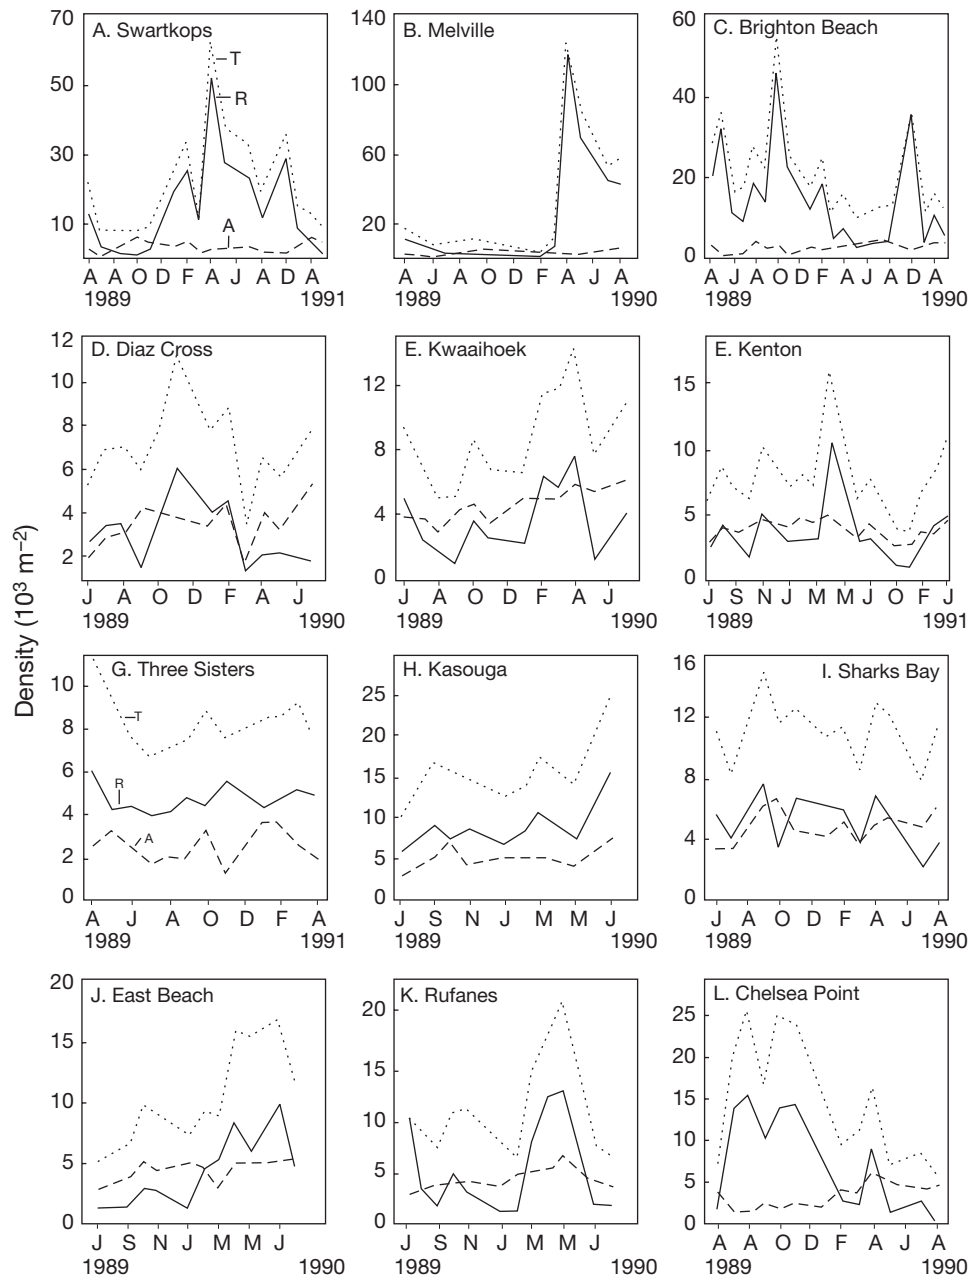 Density (10³ m⁻²)
A. Swartkops
70
50
30
10
T
R
A
A A O D A J O D A
1989 1991
B. Melville
140
100
60
20
A J A O D F A J A
1989 1990
C. Brighton Beach
60
40
20
0
A J A O D F A J A D A
1989 1990
D. Diaz Cross
12
10
8
6
4
2
J A O D F A J
1989 1990
E. Kwaaihoek
12
8
4
0
J A O D F A J
1989 1990
E. Kenton
15
10
5
0
J S N J M M J O F J
1989 1991
G. Three Sisters
10
8
6
4
2
0
T
R
A
A J A O D F A
1989 1991
H. Kasouga
25
20
15
10
5
0
J S N J M M J
1989 1990
I. Sharks Bay
16
12
8
4
0
J A O D F A J A
1989 1990
J. East Beach
20
15
10
5
0
J S N J M M J
1989 1990
K. Rufanes
20
15
10
5
0
J S N J M M J
1989 1990
L. Chelsea Point
25
20
15
10
5
0
A A O D F A J A
1989 1990